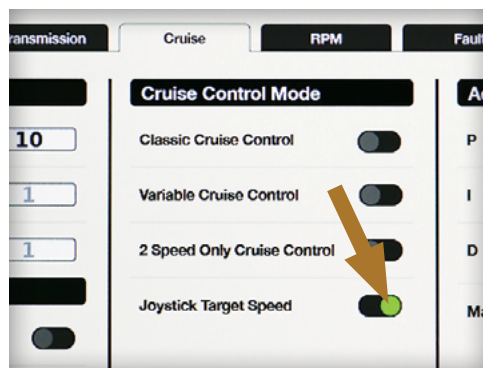 ransmission Cruise RPM Fault
Cruise Control Mode
10 Classic Cruise Control P
1 Variable Cruise Control I
1 2 Speed Only Cruise Control D
Joystick Target Speed